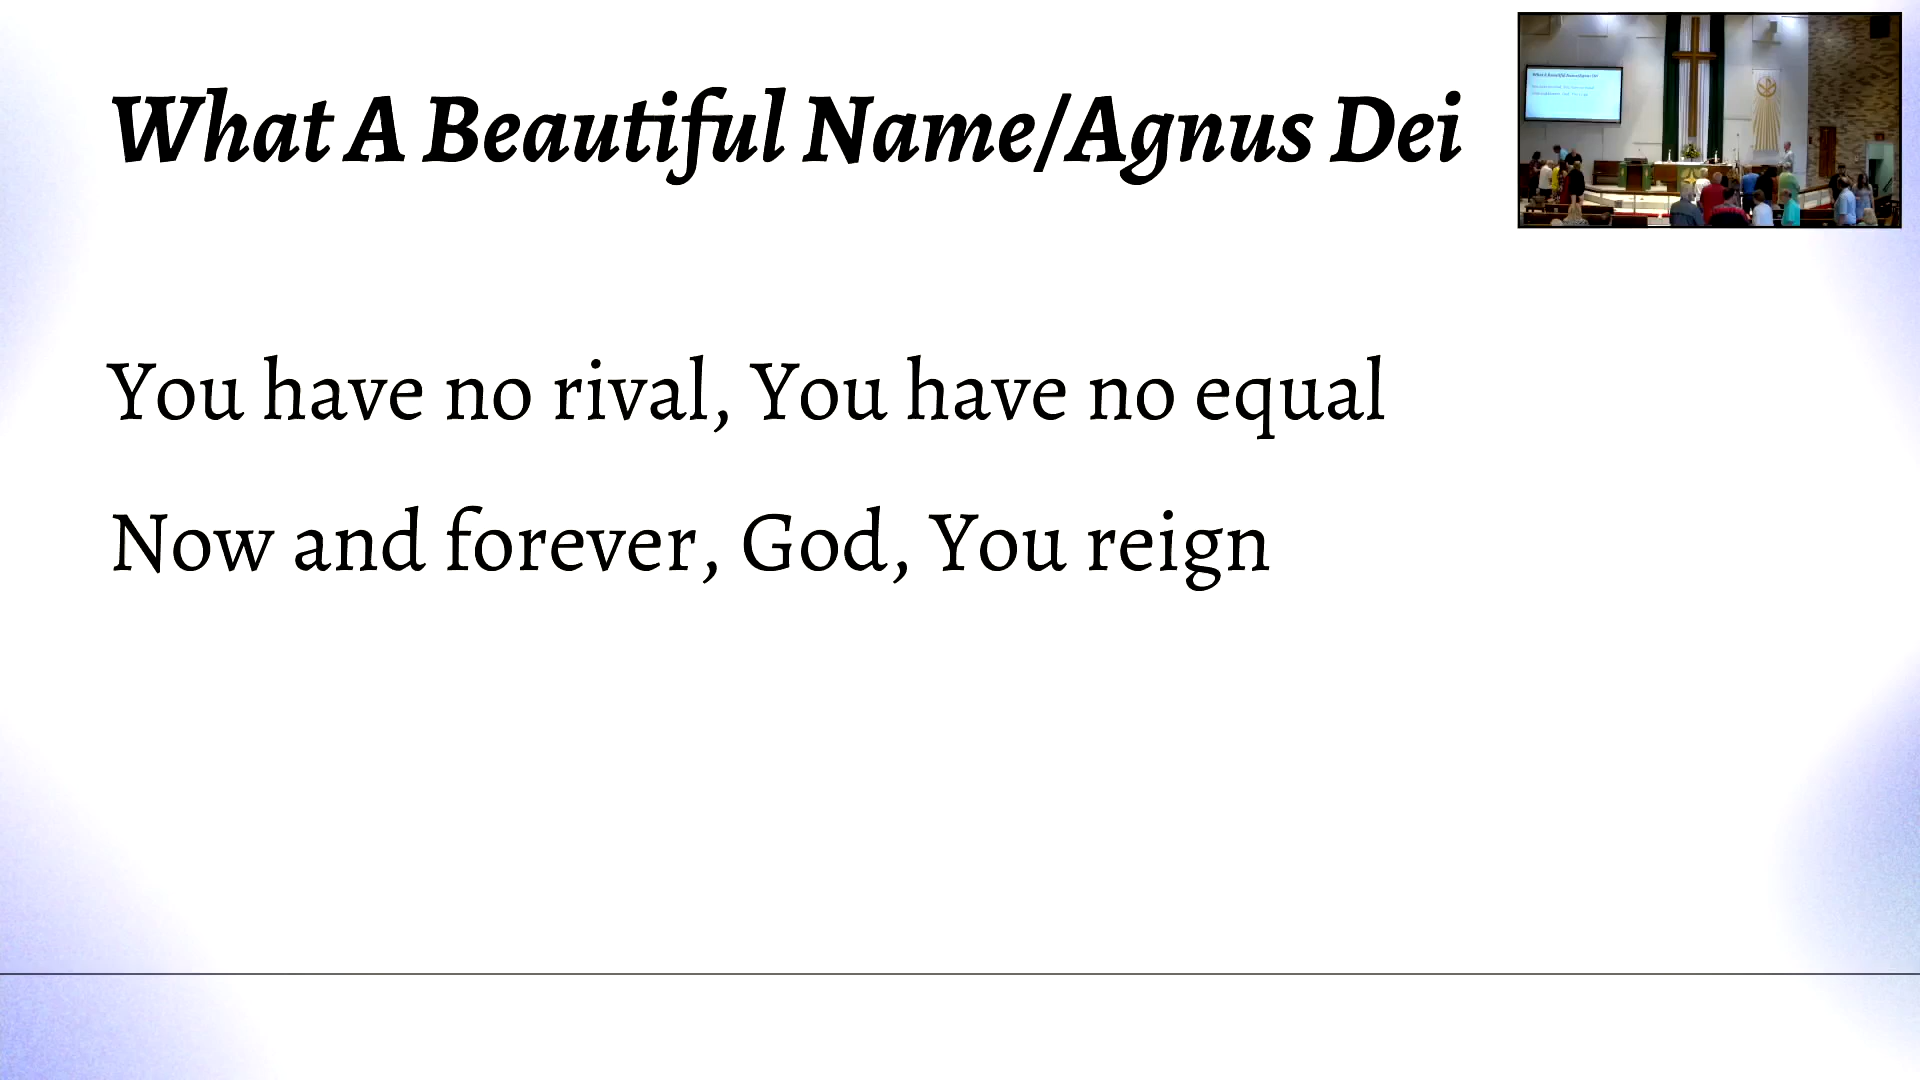 What A Beautiful Name/Agnus Dei
You have no rival, You have no equal
Now and forever, God, You reign